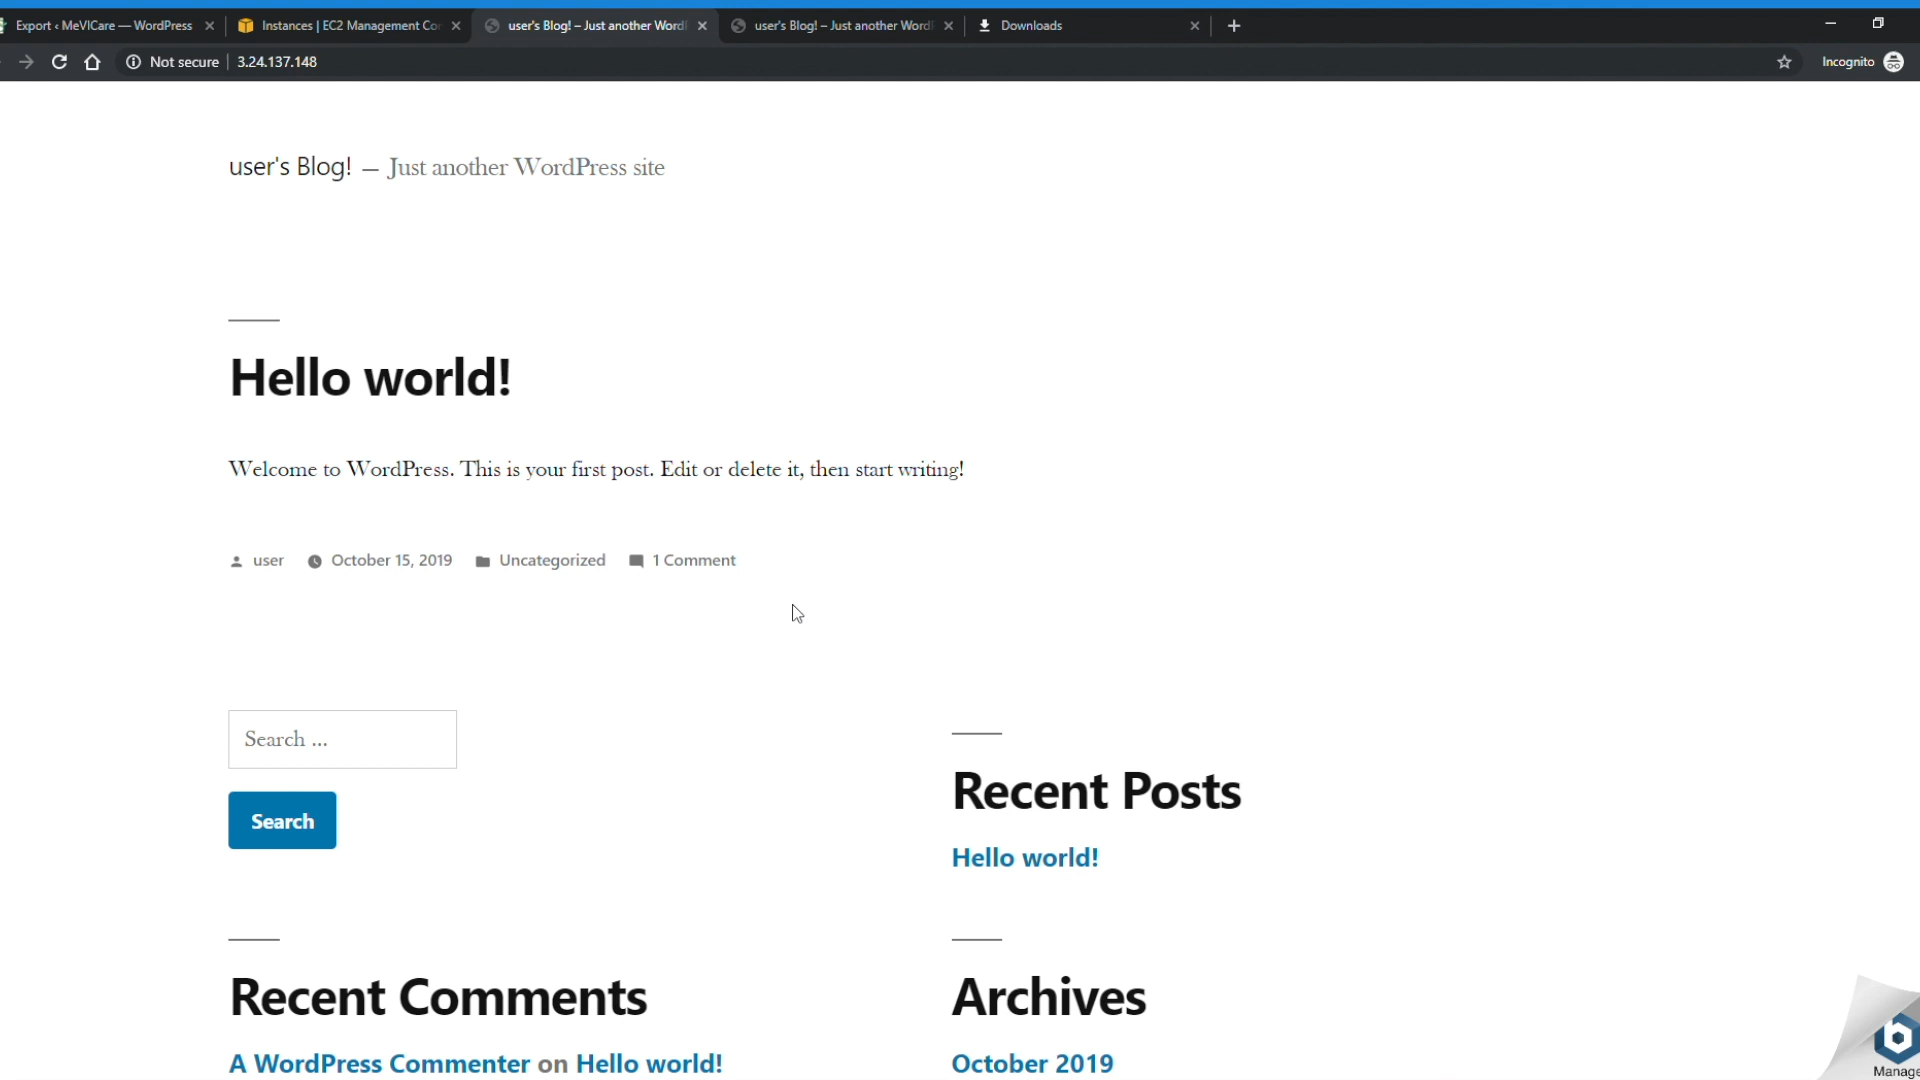 Export ‹ MeVICare — WordPress
Instances | EC2 Management Co
user's Blog! – Just another Word
user's Blog! – Just another Word
Downloads
Not secure
3.24.137.148
Incognito
user's Blog! — Just another WordPress site
Hello world!
Welcome to WordPress. This is your first post. Edit or delete it, then start writing!
user
October 15, 2019
Uncategorized
1 Comment
Search ...
Search
Recent Posts
Hello world!
Recent Comments
A WordPress Commenter on Hello world!
Archives
October 2019
Manage